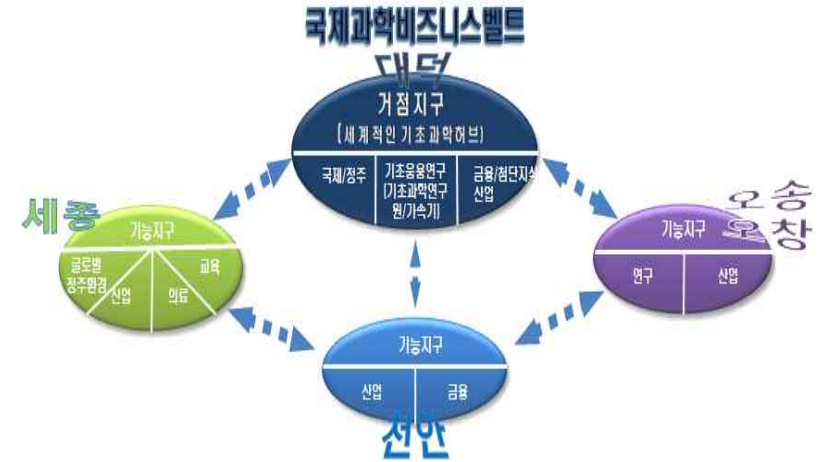 국제과학비즈니스벨트
대덕
거점지구
(세계적인 기초과학허브)
국제/정주
기초응용연구
(기초과학연구
원/가속기)
금융/첨단지식
산업
세종
기능지구
글로벌
정주환경
산업
의료
교육
오송
오창
기능지구
연구
산업
기능지구
산업
금융
천안